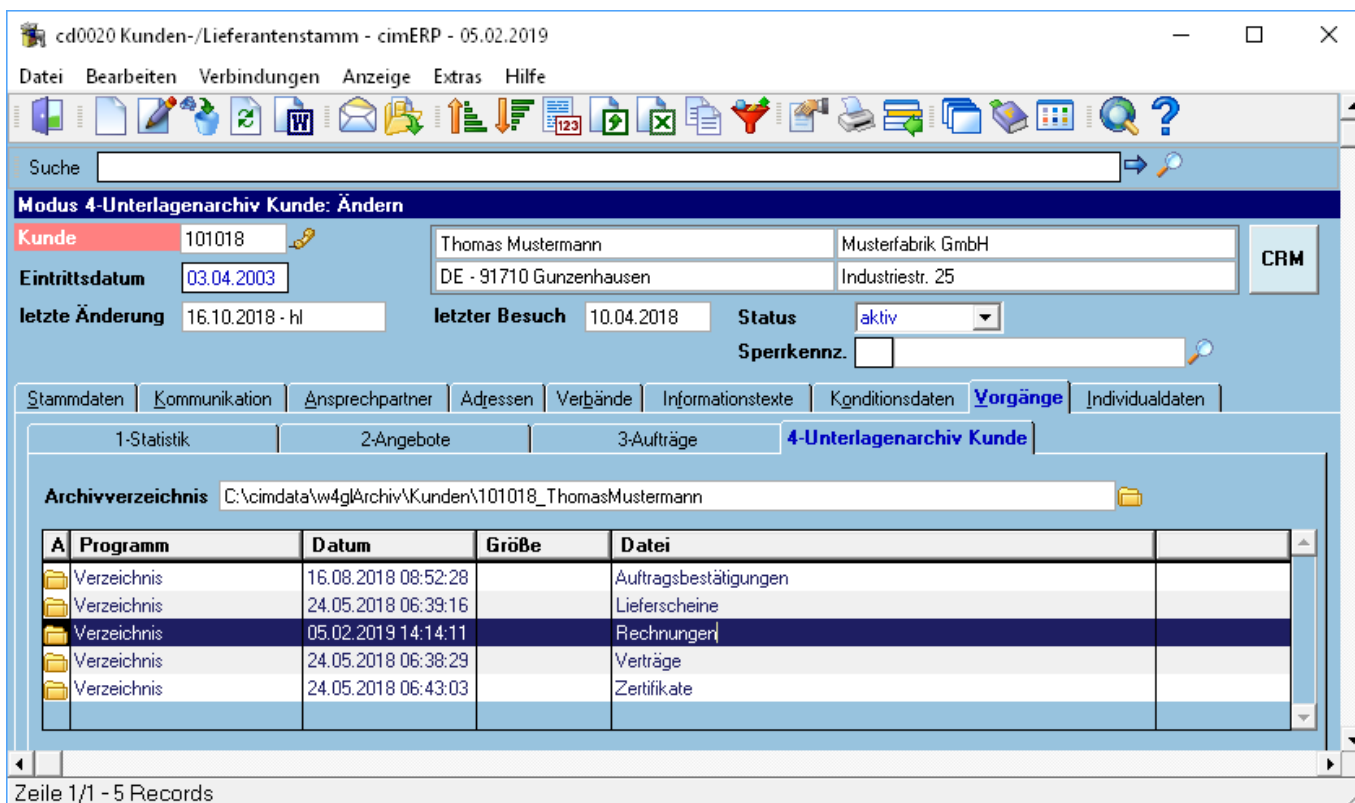 cd0020 Kunden-/Lieferantenstamm - cimERP - 05.02.2019
Datei Bearbeiten Verbindungen Anzeige Extras Hilfe
W 123 ?
Suche
Modus 4-Unterlagenarchiv Kunde: Ändern
Kunde 101018 Thomas Mustermann Musterfabrik GmbH CRM
Eintrittsdatum 03.04.2003 DE - 91710 Gunzenhausen Industriestr. 25
letzte Änderung 16.10.2018 - hl letzter Besuch 10.04.2018 Status aktiv
Sperrkennz.
Stammdaten Kommunikation Ansprechpartner Adressen Verbände Informationstexte Konditionsdaten Vorgänge Individualdaten
1-Statistik 2-Angebote 3-Aufträge 4-Unterlagenarchiv Kunde
Archivverzeichnis C:\cimdata\w4glArchiv\Kunden\101018_ThomasMustermann
A Programm Datum Größe Datei
Verzeichnis 16.08.2018 08:52:28 Auftragsbestätigungen
Verzeichnis 24.05.2018 06:39:16 Lieferscheine
Verzeichnis 05.02.2019 14:14:11 Rechnungen
Verzeichnis 24.05.2018 06:38:29 Verträge
Verzeichnis 24.05.2018 06:43:03 Zertifikate
Zeile 1/1 - 5 Records